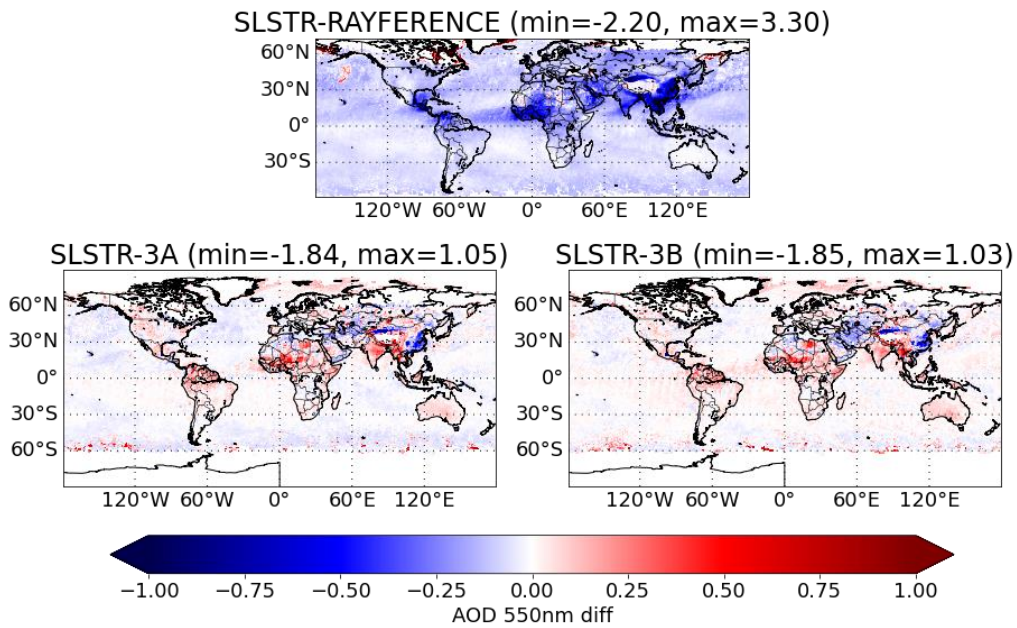 SLSTR-RAYFERENCE (min=-2.20, max=3.30)
60°N
30°N
0°
30°S
120°W 60°W 0° 60°E 120°E
SLSTR-3A (min=-1.84, max=1.05)
60°N
30°N
0°
30°S
60°S
120°W 60°W 0° 60°E 120°E
SLSTR-3B (min=-1.85, max=1.03)
60°N
30°N
0°
30°S
60°S
120°W 60°W 0° 60°E 120°E
−1.00 −0.75 −0.50 −0.25 0.00 0.25 0.50 0.75 1.00
AOD 550nm diff